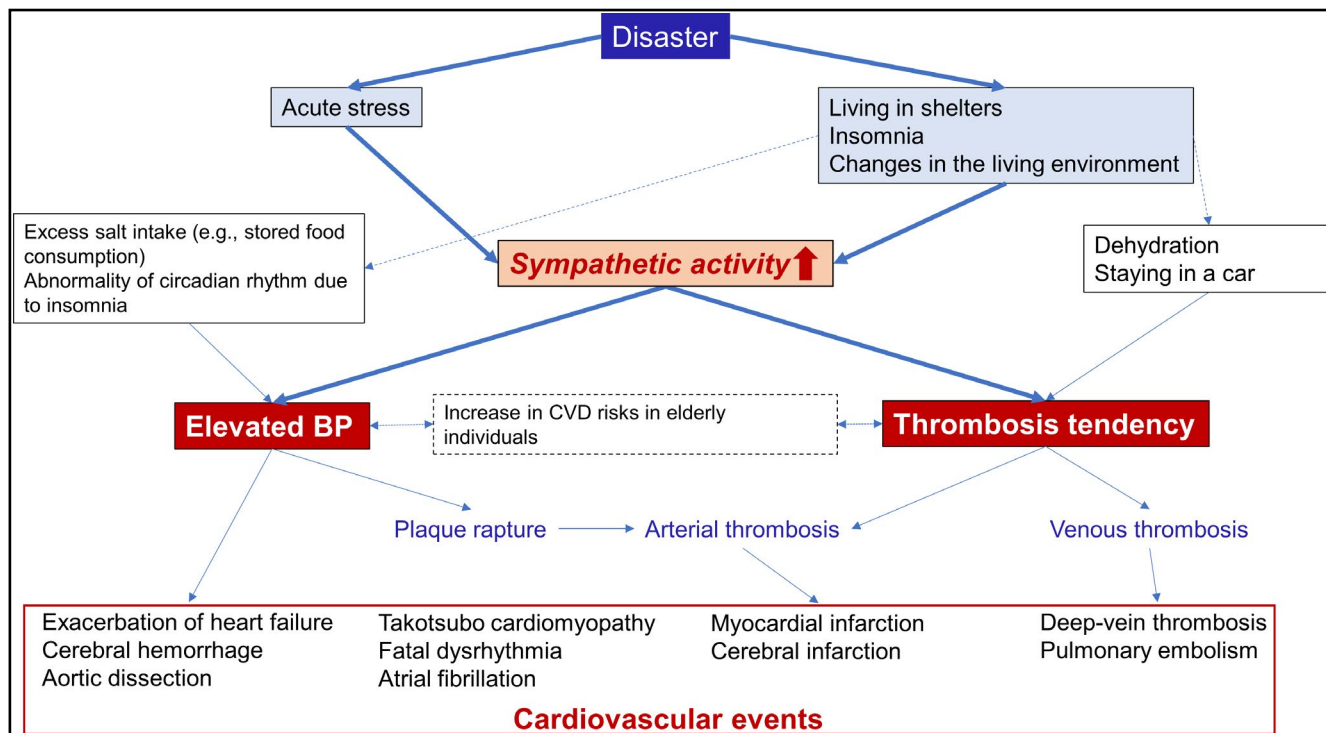 Disaster
Acute stress
Living in shelters
Insomnia
Changes in the living environment
Excess salt intake (e.g., stored food
consumption)
Abnormality of circadian rhythm due
to insomnia
Sympathetic activity
Dehydration
Staying in a car
Elevated BP
Increase in CVD risks in elderly
individuals
Thrombosis tendency
Plaque rapture
Arterial thrombosis
Venous thrombosis
Exacerbation of heart failure
Cerebral hemorrhage
Aortic dissection
Takotsubo cardiomyopathy
Fatal dysrhythmia
Atrial fibrillation
Myocardial infarction
Cerebral infarction
Deep-vein thrombosis
Pulmonary embolism
Cardiovascular events